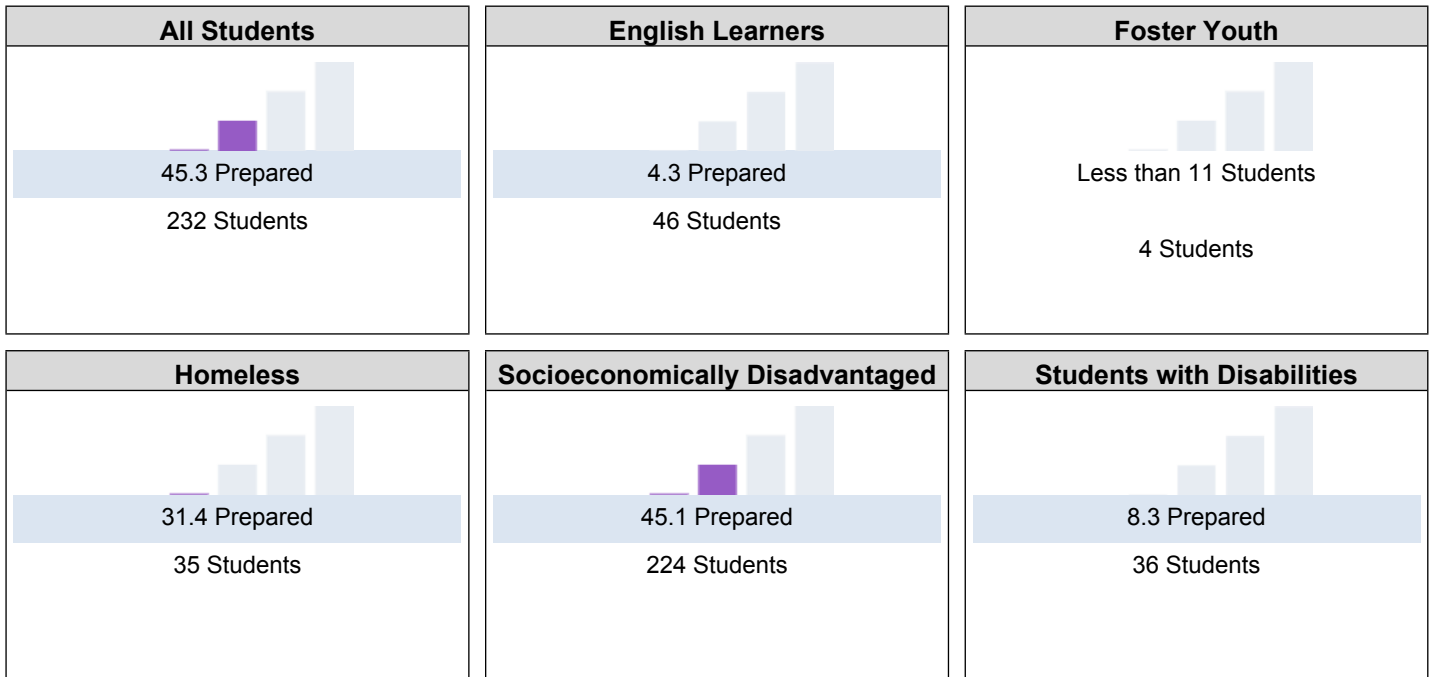 All Students
45.3 Prepared
232 Students
English Learners
4.3 Prepared
46 Students
Foster Youth
Less than 11 Students
4 Students
Homeless
31.4 Prepared
35 Students
Socioeconomically Disadvantaged
45.1 Prepared
224 Students
Students with Disabilities
8.3 Prepared
36 Students